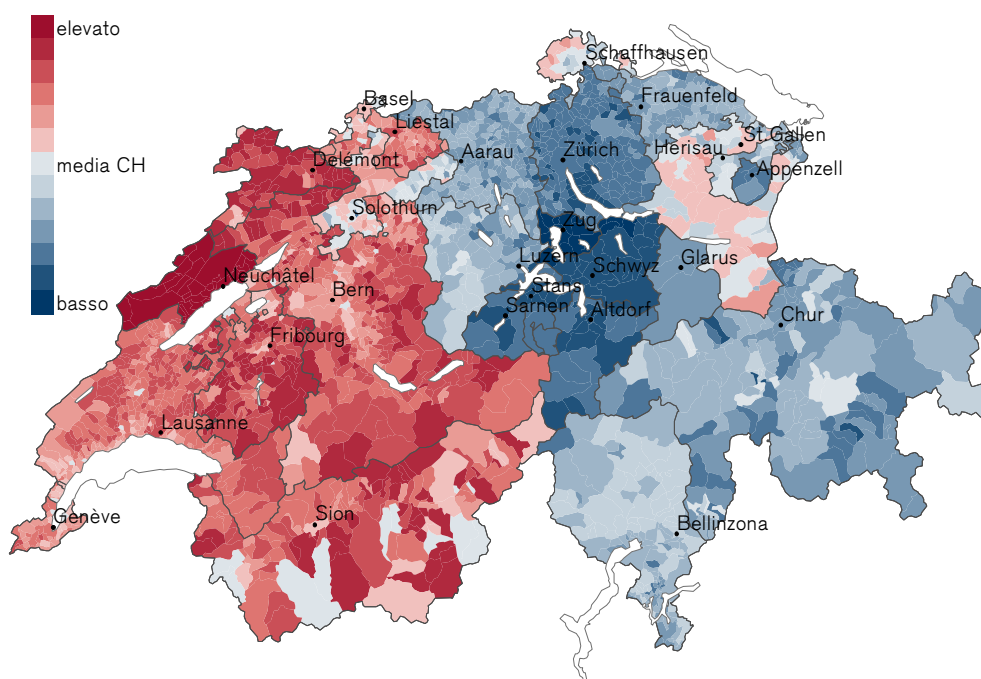 elevato
media CH
basso
Schaffhausen
Basel
Frauenfeld
Liestal
St.Gallen
Herisau
Aarau
Zürich
Delémont
Appenzell
Solothurn
Zug
Luzern
Schwyz
Glarus
Neuchâtel
Stans
Bern
Sarnen
Altdorf
Chur
Fribourg
Lausanne
Genève
Sion
Bellinzona